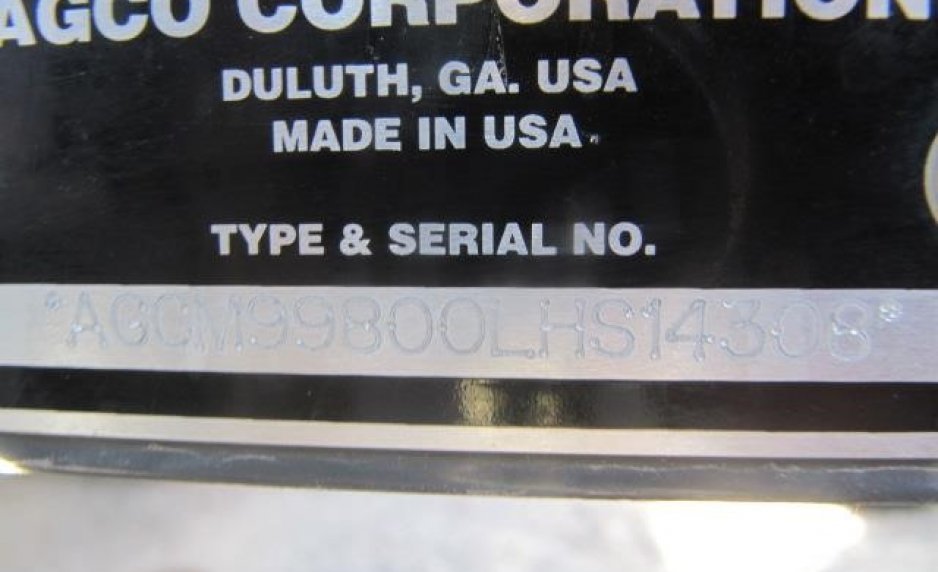 AGCO CORPORATION
DULUTH, GA. USA
MADE IN USA
TYPE & SERIAL NO.
*AGCM99800LHS14308*